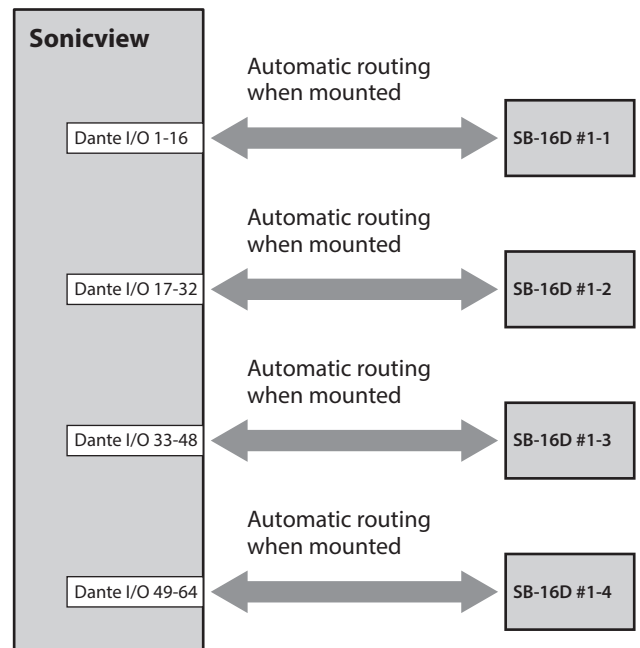 Sonicview
Automatic routing
when mounted
Dante I/O 1-16
SB-16D #1-1
Automatic routing
when mounted
Dante I/O 17-32
SB-16D #1-2
Automatic routing
when mounted
Dante I/O 33-48
SB-16D #1-3
Automatic routing
when mounted
Dante I/O 49-64
SB-16D #1-4